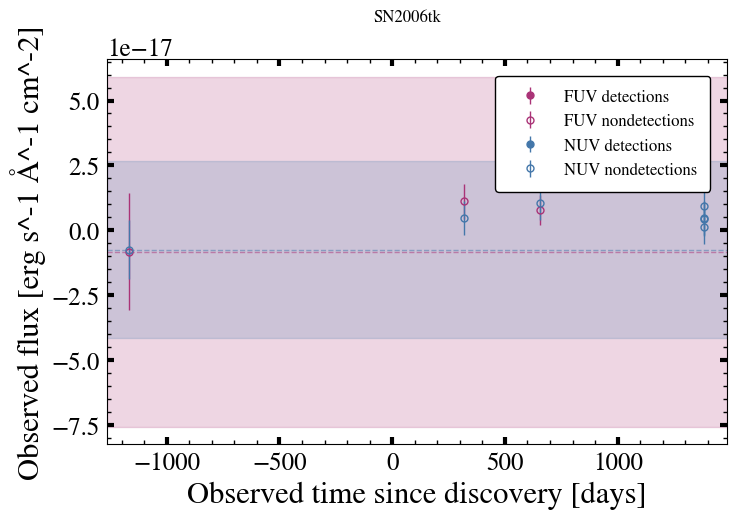 SN2006tk
1e−17
5.0
2.5
0.0
−2.5
−5.0
−7.5
Observed flux [erg s^-1 Å^-1 cm^-2]
FUV detections
FUV nondetections
NUV detections
NUV nondetections
−1000
−500
0
500
1000
Observed time since discovery [days]